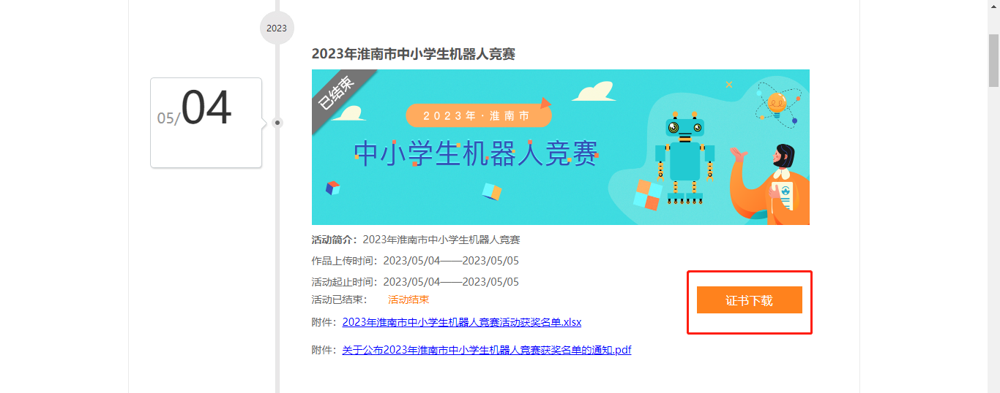 2023
2023年淮南市中小学生机器人竞赛
05/04
已结束
2023年·淮南市
中小学生机器人竞赛
活动简介：2023年淮南市中小学生机器人竞赛
作品上传时间：2023/05/04——2023/05/05
活动起止时间：2023/05/04——2023/05/05
活动已结束： 活动结束
证书下载
附件：2023年淮南市中小学生机器人竞赛活动获奖名单.xlsx
附件：关于公布2023年淮南市中小学生机器人竞赛获奖名单的通知.pdf